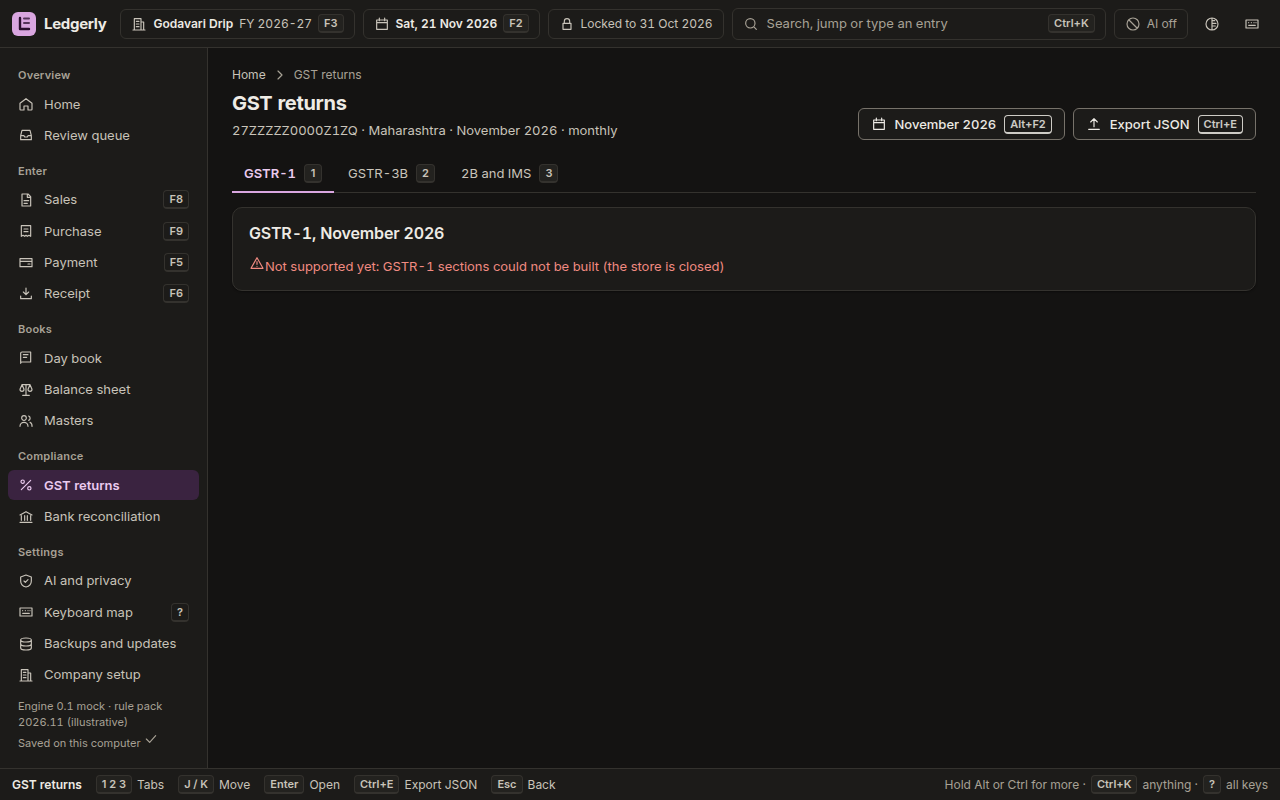 Ledgerly
Godavari Drip FY 2026-27 F3
Sat, 21 Nov 2026 F2
Locked to 31 Oct 2026
Search, jump or type an entry Ctrl+K
AI off
Overview
Home
Review queue
Enter
Sales F8
Purchase F9
Payment F5
Receipt F6
Books
Day book
Balance sheet
Masters
Compliance
GST returns
Bank reconciliation
Settings
AI and privacy
Keyboard map ?
Backups and updates
Company setup
Engine 0.1 mock · rule pack
2026.11 (illustrative)
Saved on this computer
Home > GST returns
GST returns
27ZZZZZ0000Z1ZQ · Maharashtra · November 2026 · monthly
November 2026 Alt+F2
Export JSON Ctrl+E
GSTR-1 1
GSTR-3B 2
2B and IMS 3
GSTR-1, November 2026
Not supported yet: GSTR-1 sections could not be built (the store is closed)
GST returns 1 2 3 Tabs J / K Move Enter Open Ctrl+E Export JSON Esc Back
Hold Alt or Ctrl for more · Ctrl+K anything · ? all keys